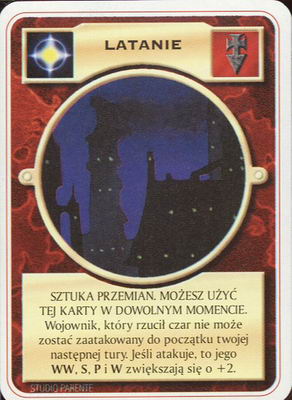 LATANIE
SZTUKA PRZEMIAN. MOŻESZ UŻYĆ
TEJ KARTY W DOWOLNYM MOMENCIE.
Wojownik, który rzucił czar nie może
zostać zaatakowany do początku twojej
następnej tury. Jeśli atakuje, to jego
WW, S, P i W zwiększają się o +2.
STUDIO PARENTE